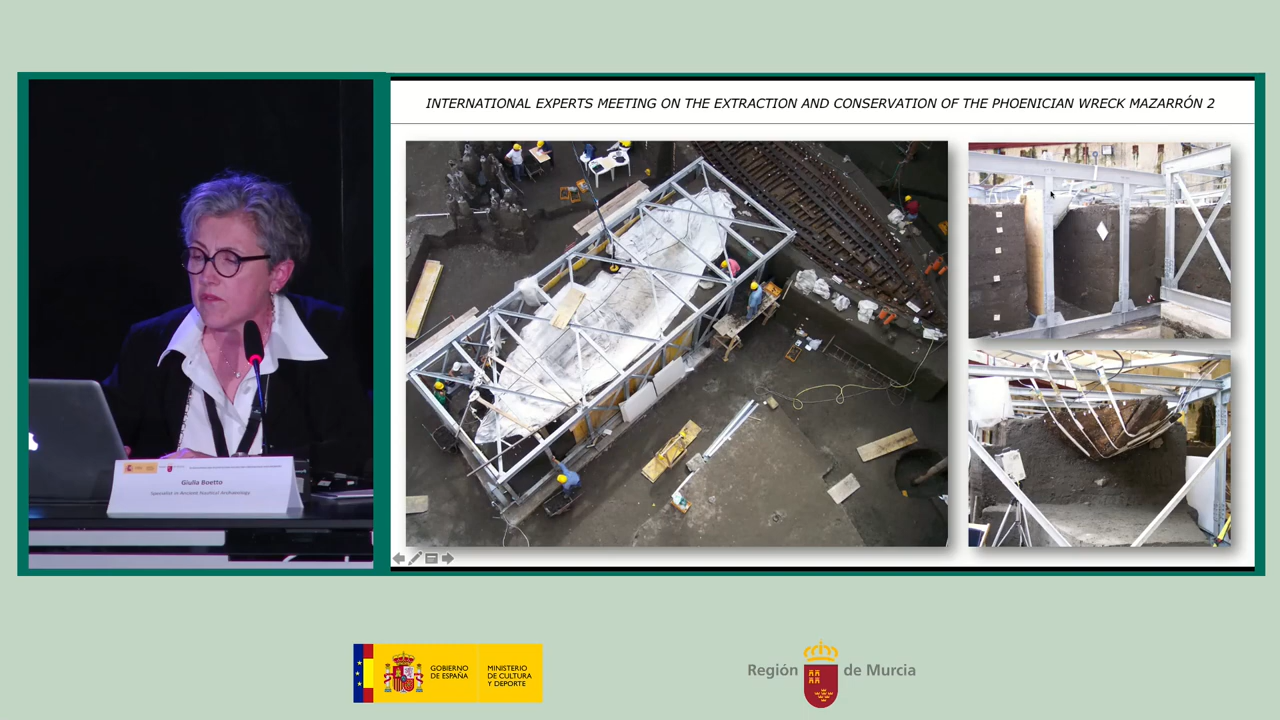 INTERNATIONAL EXPERTS MEETING ON THE EXTRACTION AND CONSERVATION OF THE PHOENICIAN WRECK MAZARRÓN 2
Giulia Boetto
Specialist in Ancient Nautical Archaeology
GOBIERNO
DE ESPAÑA
MINISTERIO
DE CULTURA
Y DEPORTE
Región de Murcia